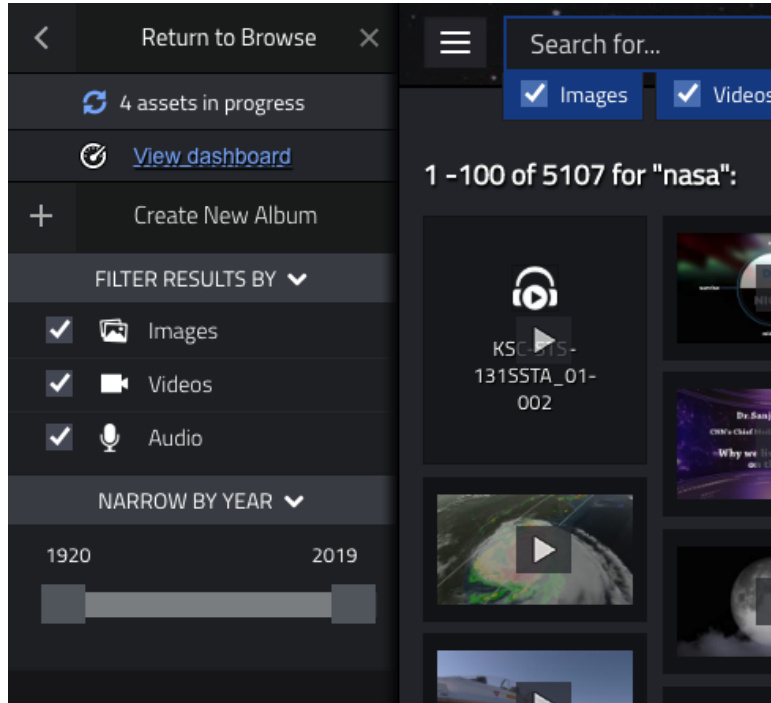 Return to Browse
4 assets in progress
View dashboard
Create New Album
FILTER RESULTS BY
Images
Videos
Audio
NARROW BY YEAR
1920 2019
Search for...
Images Videos
1 -100 of 5107 for "nasa":
KSC-STS-
131SSTA_01-
002
Dr.Sanj
CNN's Chief
Why we